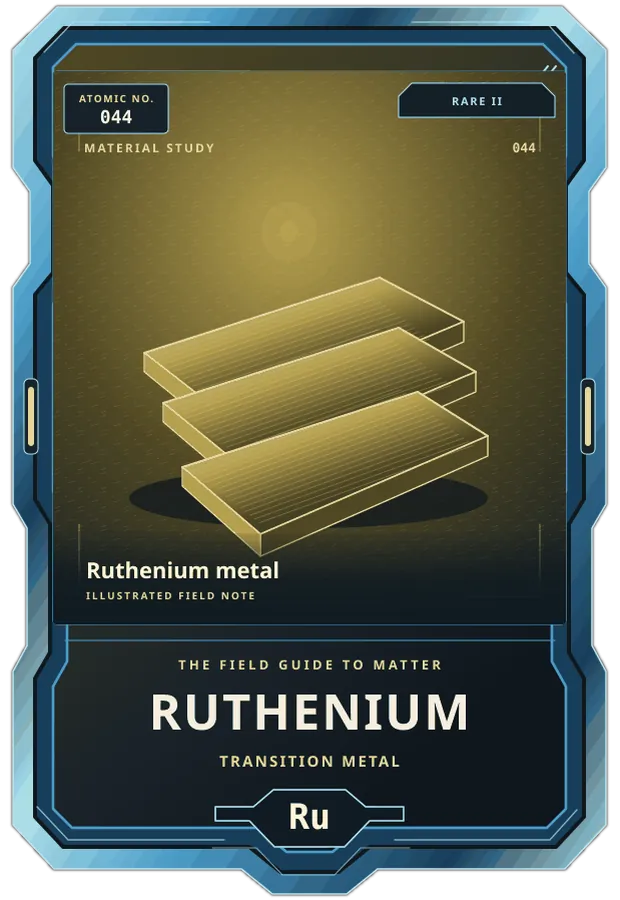 ATOMIC NO.
044
RARE II
MATERIAL STUDY
044
Ruthenium metal
ILLUSTRATED FIELD NOTE
THE FIELD GUIDE TO MATTER
RUTHENIUM
TRANSITION METAL
Ru